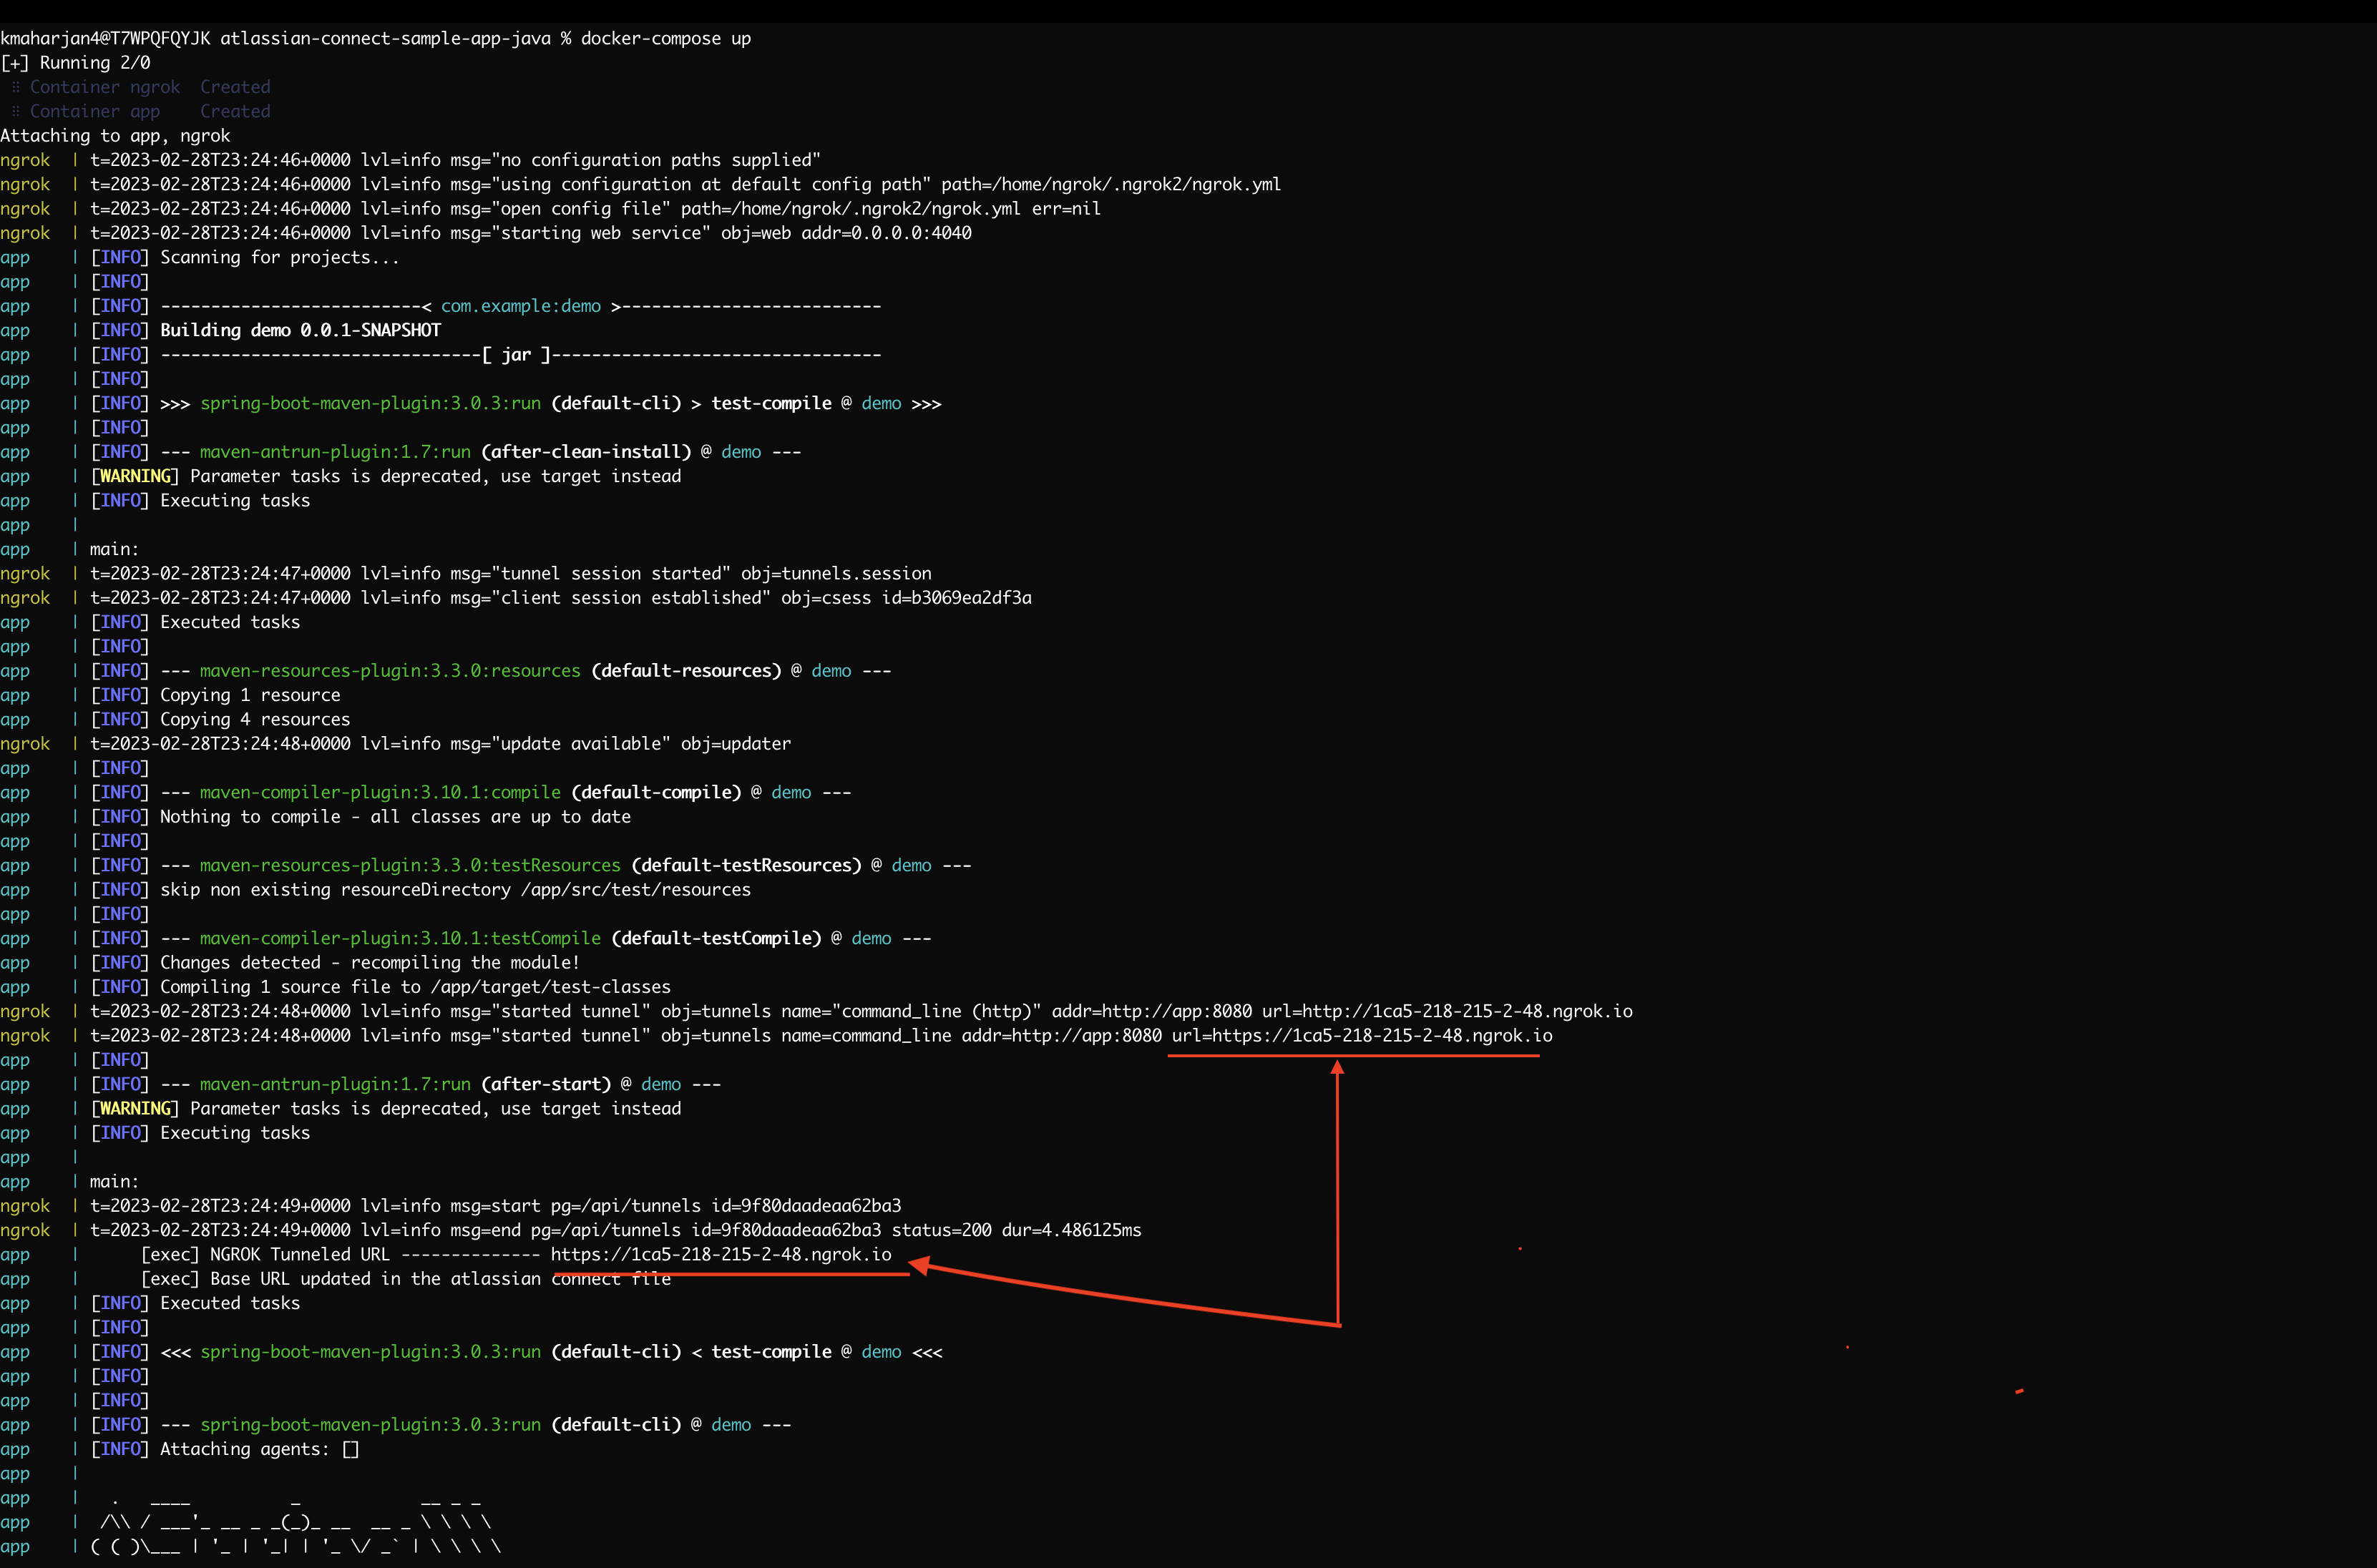 kmaharjan4@T7WPQFQYJK atlassian-connect-sample-app-java % docker-compose up
[+] Running 2/0
⠿ Container ngrok  Created
⠿ Container app    Created
Attaching to app, ngrok
ngrok  | t=2023-02-28T23:24:46+0000 lvl=info msg="no configuration paths supplied"
ngrok  | t=2023-02-28T23:24:46+0000 lvl=info msg="using configuration at default config path" path=/home/ngrok/.ngrok2/ngrok.yml
ngrok  | t=2023-02-28T23:24:46+0000 lvl=info msg="open config file" path=/home/ngrok/.ngrok2/ngrok.yml err=nil
ngrok  | t=2023-02-28T23:24:46+0000 lvl=info msg="starting web service" obj=web addr=0.0.0.0:4040
app    | [INFO] Scanning for projects...
app    | [INFO]
app    | [INFO] --------------------------< com.example:demo >--------------------------
app    | [INFO] Building demo 0.0.1-SNAPSHOT
app    | [INFO] --------------------------------[ jar ]---------------------------------
app    | [INFO]
app    | [INFO] >>> spring-boot-maven-plugin:3.0.3:run (default-cli) > test-compile @ demo >>>
app    | [INFO]
app    | [INFO] --- maven-antrun-plugin:1.7:run (after-clean-install) @ demo ---
app    | [WARNING] Parameter tasks is deprecated, use target instead
app    | [INFO] Executing tasks
app    |
app    | main:
ngrok  | t=2023-02-28T23:24:47+0000 lvl=info msg="tunnel session started" obj=tunnels.session
ngrok  | t=2023-02-28T23:24:47+0000 lvl=info msg="client session established" obj=csess id=b3069ea2df3a
app    | [INFO] Executed tasks
app    | [INFO]
app    | [INFO] --- maven-resources-plugin:3.3.0:resources (default-resources) @ demo ---
app    | [INFO] Copying 1 resource
app    | [INFO] Copying 4 resources
ngrok  | t=2023-02-28T23:24:48+0000 lvl=info msg="update available" obj=updater
app    | [INFO]
app    | [INFO] --- maven-compiler-plugin:3.10.1:compile (default-compile) @ demo ---
app    | [INFO] Nothing to compile - all classes are up to date
app    | [INFO]
app    | [INFO] --- maven-resources-plugin:3.3.0:testResources (default-testResources) @ demo ---
app    | [INFO] skip non existing resourceDirectory /app/src/test/resources
app    | [INFO]
app    | [INFO] --- maven-compiler-plugin:3.10.1:testCompile (default-testCompile) @ demo ---
app    | [INFO] Changes detected - recompiling the module!
app    | [INFO] Compiling 1 source file to /app/target/test-classes
ngrok  | t=2023-02-28T23:24:48+0000 lvl=info msg="started tunnel" obj=tunnels name="command_line (http)" addr=http://app:8080 url=http://1ca5-218-215-2-48.ngrok.io
ngrok  | t=2023-02-28T23:24:48+0000 lvl=info msg="started tunnel" obj=tunnels name=command_line addr=http://app:8080 url=https://1ca5-218-215-2-48.ngrok.io
app    | [INFO]
app    | [INFO] --- maven-antrun-plugin:1.7:run (after-start) @ demo ---
app    | [WARNING] Parameter tasks is deprecated, use target instead
app    | [INFO] Executing tasks
app    |
app    | main:
ngrok  | t=2023-02-28T23:24:49+0000 lvl=info msg=start pg=/api/tunnels id=9f80daadeaa62ba3
ngrok  | t=2023-02-28T23:24:49+0000 lvl=info msg=end pg=/api/tunnels id=9f80daadeaa62ba3 status=200 dur=4.486125ms
app    |      [exec] NGROK Tunneled URL -------------- https://1ca5-218-215-2-48.ngrok.io
app    |      [exec] Base URL updated in the atlassian connect file
app    | [INFO] Executed tasks
app    | [INFO]
app    | [INFO] <<< spring-boot-maven-plugin:3.0.3:run (default-cli) < test-compile @ demo <<<
app    | [INFO]
app    | [INFO]
app    | [INFO] --- spring-boot-maven-plugin:3.0.3:run (default-cli) @ demo ---
app    | [INFO] Attaching agents: []
app    |
app    |   .   ____          _            __ _ _
app    |  /\\ / ___'_ __ _ _(_)_ __  __ _ \ \ \ \
app    | ( ( )\___ | '_ | '_| | '_ \/ _` | \ \ \ \